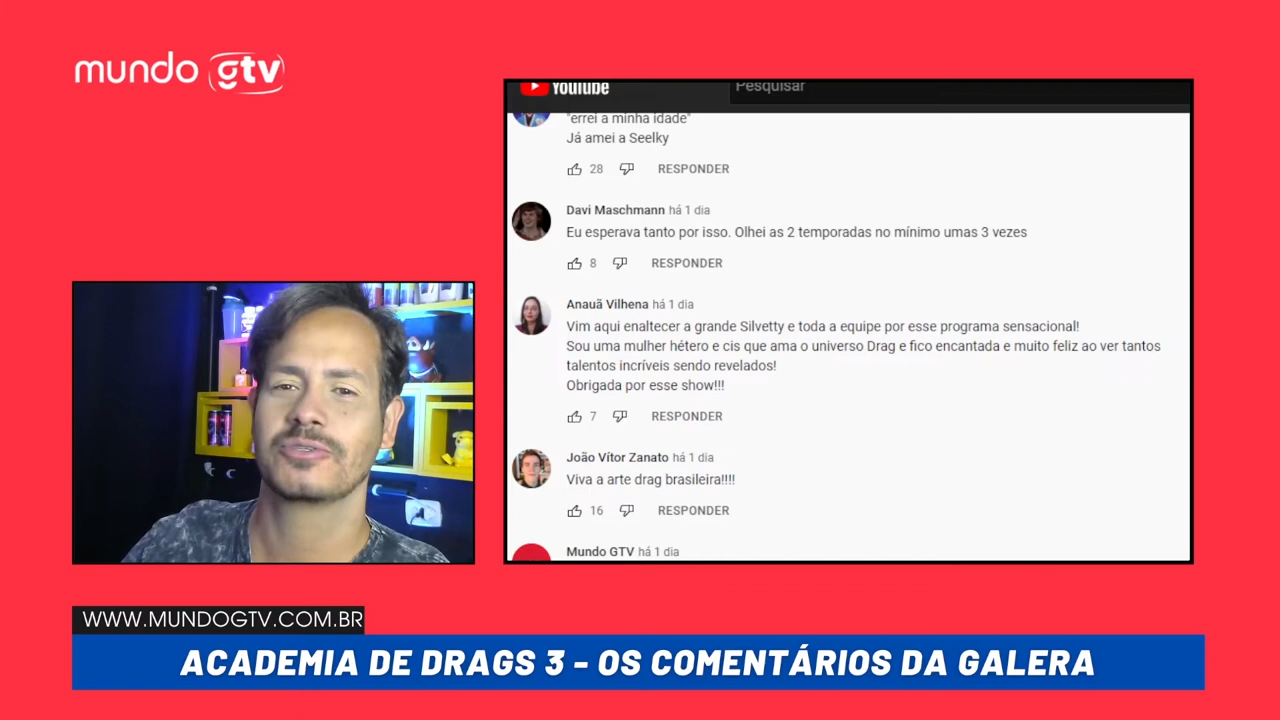 mundo gtv
YouTube
Pesquisar
"errei a minha idade"
Já amei a Seelky
28 RESPONDER
Davi Maschmann há 1 dia
Eu esperava tanto por isso. Olhei as 2 temporadas no mínimo umas 3 vezes
8 RESPONDER
Anauã Vilhena há 1 dia
Vim aqui enaltecer a grande Silvetty e toda a equipe por esse programa sensacional!
Sou uma mulher hétero e cis que ama o universo Drag e fico encantada e muito feliz ao ver tantos
talentos incríveis sendo revelados!
Obrigada por esse show!!!
7 RESPONDER
João Vítor Zanato há 1 dia
Viva a arte drag brasileira!!!!
16 RESPONDER
Mundo GTV há 1 dia
WWW.MUNDOGTV.COM.BR
ACADEMIA DE DRAGS 3 - OS COMENTÁRIOS DA GALERA